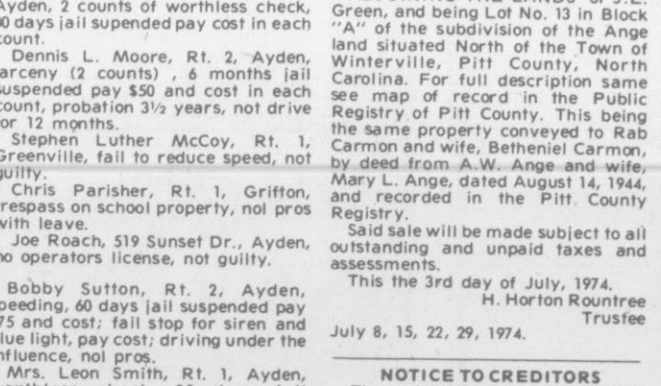 Ayden, 2 counts of worthless check,
30 days jail supended pay cost in each
count.
Dennis L. Moore, Rt. 2, Ayden,
larceny (2 counts) , 6 months jail
suspended pay $50 and cost in each
count, probation 3½ years, not drive
for 12 months.
Stephen Luther McCoy, Rt. 1,
Greenville, fail to reduce speed, not
guilty.
Chris Parisher, Rt. 1, Grifton,
trespass on school property, nol pros
with leave.
Joe Roach, 519 Sunset Dr., Ayden,
no operators license, not guilty.
Bobby Sutton, Rt. 2, Ayden,
speeding, 60 days jail suspended pay
$75 and cost; fail stop for siren and
blue light, pay cost; driving under the
influence, nol pros.
Mrs. Leon Smith, Rt. 1, Ayden,
Green, and being Lot No. 13 in Block
"A" of the subdivision of the Ange
land situated North of the Town of
Winterville, Pitt County, North
Carolina. For full description same
see map of record in the Public
Registry of Pitt County. This being
the same property conveyed to Rab
Carmon and wife, Betheniel Carmon,
by deed from A.W. Ange and wife,
Mary L. Ange, dated August 14, 1944,
and recorded in the Pitt County
Registry.
Said sale will be made subject to all
outstanding and unpaid taxes and
assessments.
This the 3rd day of July, 1974.
H. Horton Rountree
Trustee
July 8, 15, 22, 29, 1974.
NOTICE TO CREDITORS